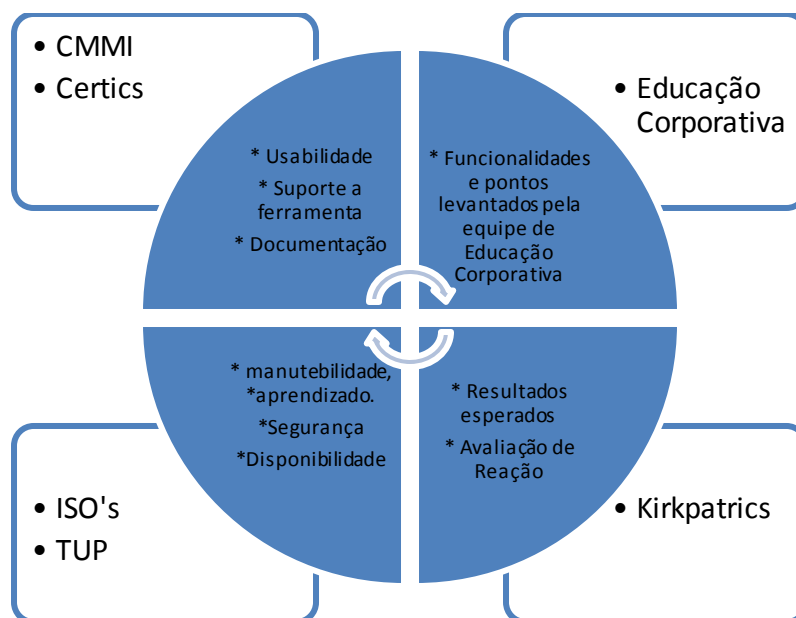 • CMMI
• Certics
• Educação
Corporativa
* Usabilidade
* Suporte a
ferramenta
* Documentação
* Funcionalidades
e pontos
levantados pela
equipe de
Educação
Corporativa
* manutebilidade,
*aprendizado.
*Segurança
*Disponibilidade
* Resultados
esperados
* Avaliação de
Reação
• ISO's
• TUP
• Kirkpatrics